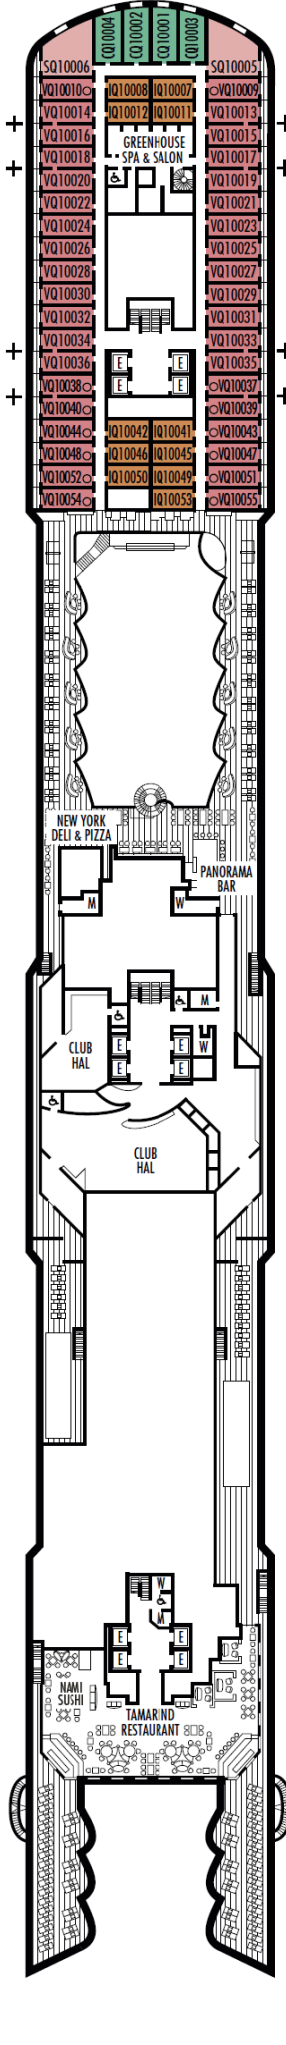 CQ10004 CQ10002 CQ10001 CQ10003
SQ10006 SQ10005
VQ10010 IQ10008 IQ10007 VQ10009
VQ10014 IQ10012 IQ10011 VQ10013
VQ10016 VQ10015
GREENHOUSE
SPA & SALON
VQ10018 VQ10017
VQ10020 VQ10019
VQ10022 VQ10021
VQ10024 VQ10023
VQ10026 VQ10025
VQ10028 VQ10027
VQ10030 VQ10029
VQ10032 VQ10031
VQ10034 VQ10033
VQ10036 E E VQ10035
VQ10038 E E VQ10037
VQ10040 VQ10039
VQ10044 IQ10042 IQ10041 VQ10043
VQ10048 IQ10046 IQ10045 VQ10047
VQ10052 IQ10050 IQ10049 VQ10051
VQ10054 IQ10053 VQ10055
NEW YORK
DELI & PIZZA
PANORAMA
BAR
M W
M
E E W
CLUB
HAL
E E
CLUB
HAL
W
M
E E
E E
NAMI
SUSHI
TAMARIND
RESTAURANT